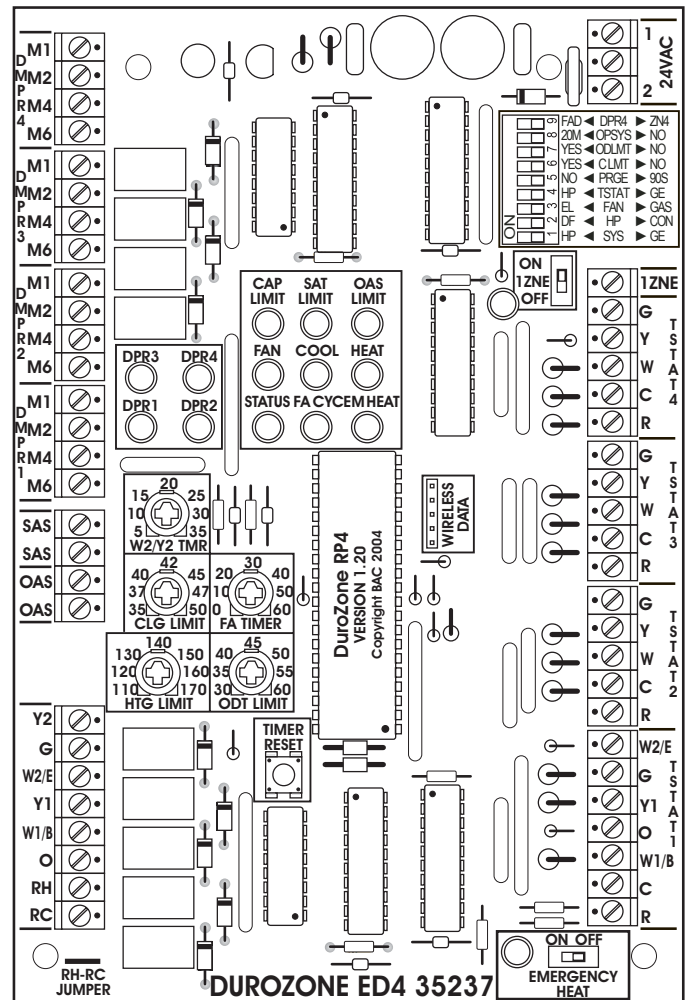 DMPR4
M1
M2
M4
M6
DMPR3
M1
M2
M4
M6
DMPR2
M1
M2
M4
M6
DMPR1
M1
M2
M4
M6
SAS
SAS
OAS
OAS
Y2
G
W2/E
Y1
W1/B
O
RH
RC
RH-RC
JUMPER
CAP LIMIT
SAT LIMIT
OAS LIMIT
FAN
COOL
HEAT
STATUS
FA CYC
EM HEAT
DPR3
DPR4
DPR1
DPR2
20
15 25
10 30
5 35
W2/Y2 TMR
42
40 45
37 47
35 50
CLG LIMIT
30
20 40
10 50
0 60
FA TIMER
140
130 150
120 160
110 170
HTG LIMIT
45
40 50
35 55
30 60
ODT LIMIT
TIMER
RESET
DuroZone RP4
VERSION 1.20
Copyright BAC 2004
WIRELESS
DATA
1
2
24VAC
9 FAD ◄ DPR4 ► ZN4
8 20M ◄ OPSYS ► NO
7 YES ◄ ODLMT ► NO
6 YES ◄ CLMT ► NO
5 NO ◄ PRGE ► 90S
4 HP ◄ TSTAT ► GE
3 EL ◄ FAN ► GAS
2 DF ◄ HP ► CON
1 HP ◄ SYS ► GE
ON
ON
1ZNE
OFF
1ZNE
TSTAT4
G
Y
W
C
R
TSTAT3
G
Y
W
C
R
TSTAT2
G
Y
W
C
R
TSTAT1
W2/E
G
Y1
O
W1/B
C
R
ON OFF
EMERGENCY
HEAT
DUROZONE ED4 35237